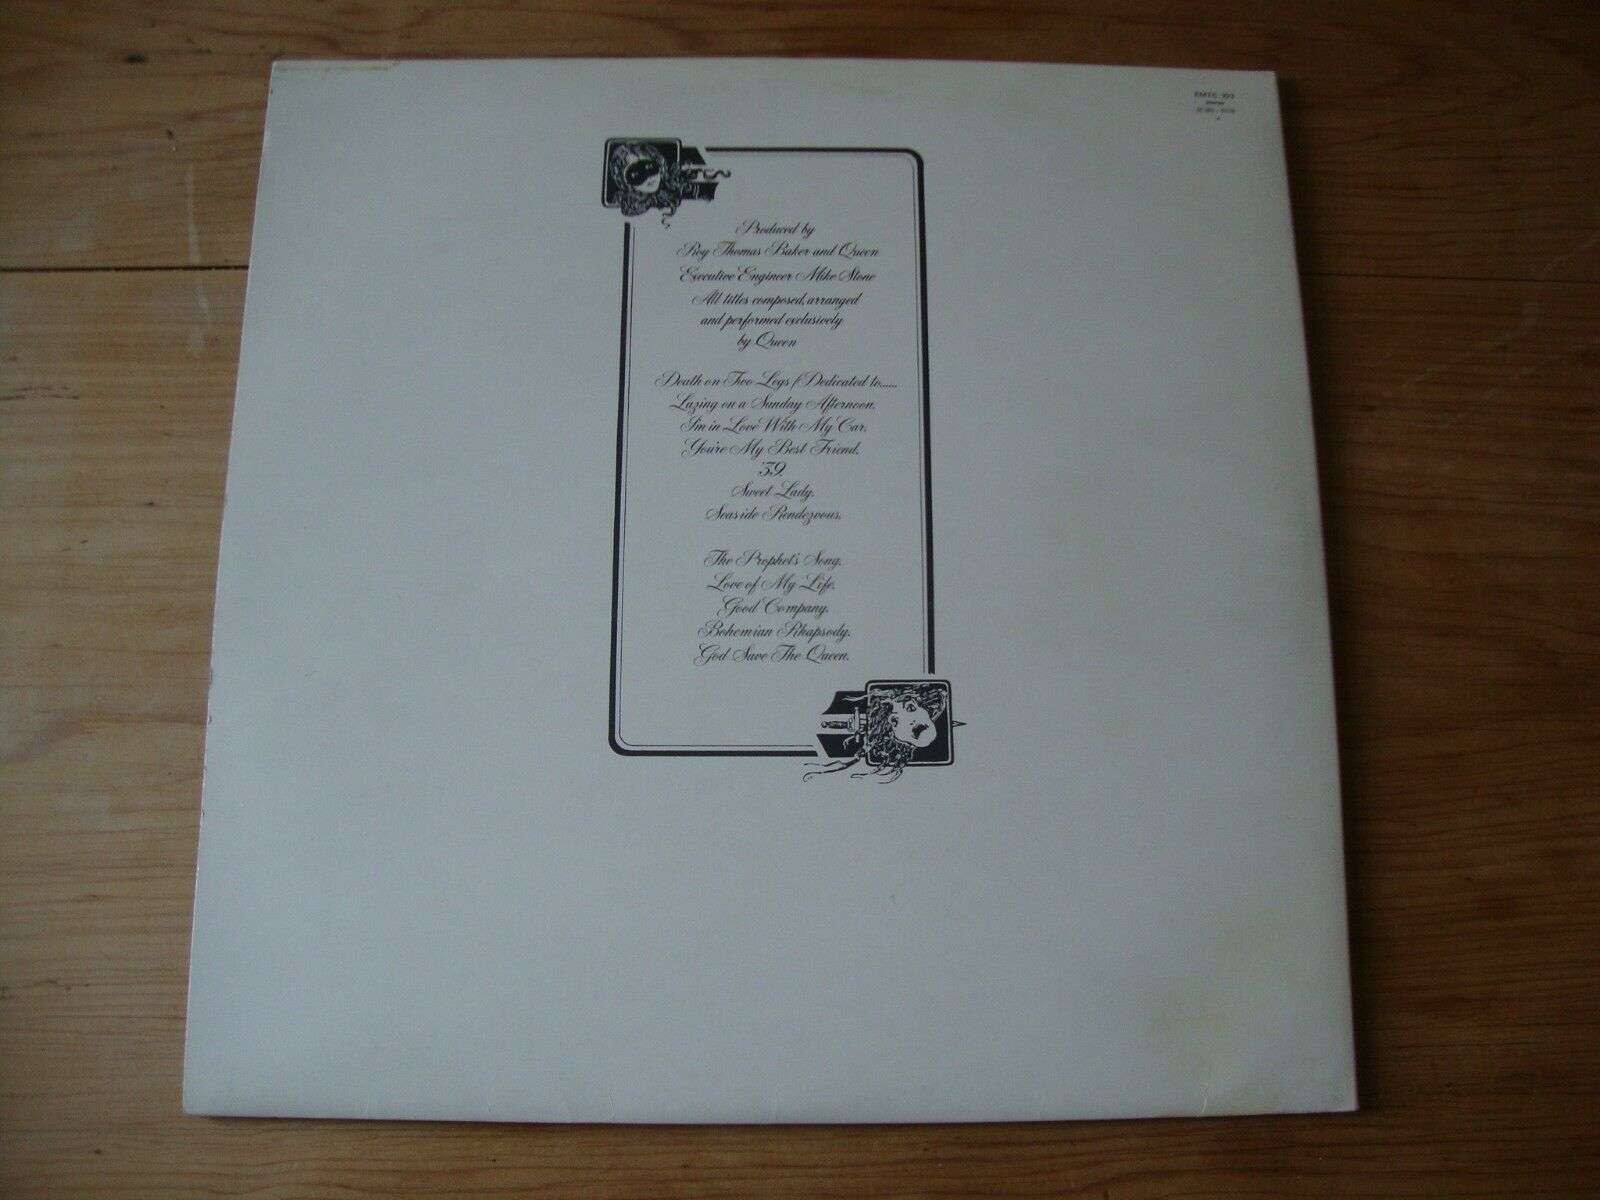 EMTC 103
stereo
Produced by
Roy Thomas Baker and Queen
Executive Engineer Mike Stone
All titles composed, arranged
and performed exclusively
by Queen
Death on Two Legs (Dedicated to......
Lazing on a Sunday Afternoon.
I'm in Love With My Car.
You're My Best Friend.
'39.
Sweet Lady.
Seaside Rendezvous.
The Prophet's Song.
Love of My Life.
Good Company.
Bohemian Rhapsody.
God Save The Queen.